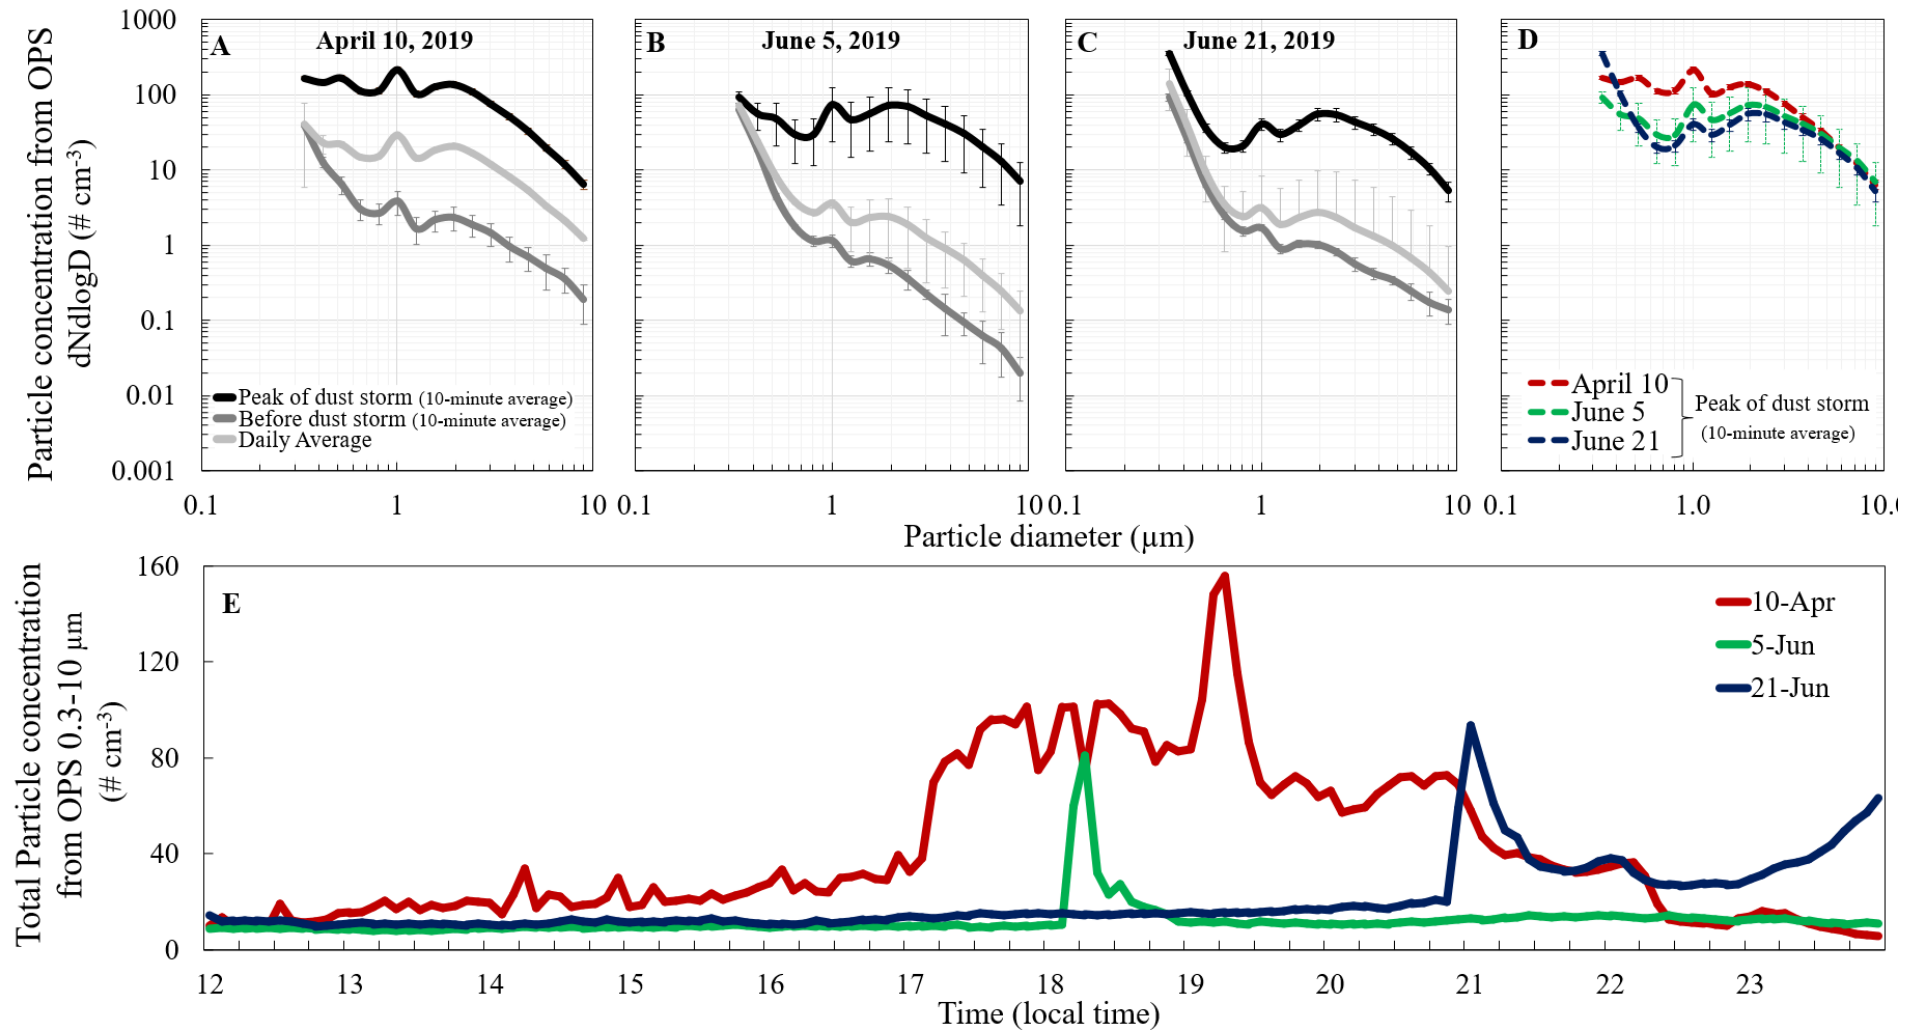 Particle concentration from OPS
dNdlogD (# cm-3)
1000
100
10
1
0.1
0.01
0.001
A
April 10, 2019
Peak of dust storm (10-minute average)
Before dust storm (10-minute average)
Daily Average
0.1
1
10
B
June 5, 2019
0.1
1
10
C
June 21, 2019
0.1
1
10
D
April 10
June 5
June 21
Peak of dust storm
(10-minute average)
0.1
1.0
10.
Particle diameter (µm)
Total Particle concentration
from OPS 0.3-10 µm
(# cm-3)
160
120
80
40
0
E
10-Apr
5-Jun
21-Jun
12 13 14 15 16 17 18 19 20 21 22 23
Time (local time)